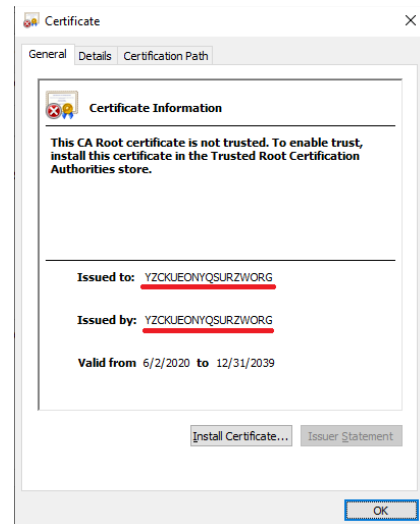 Certificate
General Details Certification Path
Certificate Information
This CA Root certificate is not trusted. To enable trust,
install this certificate in the Trusted Root Certification
Authorities store.
Issued to: YZCKUEONYQSURZWORG
Issued by: YZCKUEONYQSURZWORG
Valid from 6/2/2020 to 12/31/2039
Install Certificate... Issuer Statement
OK